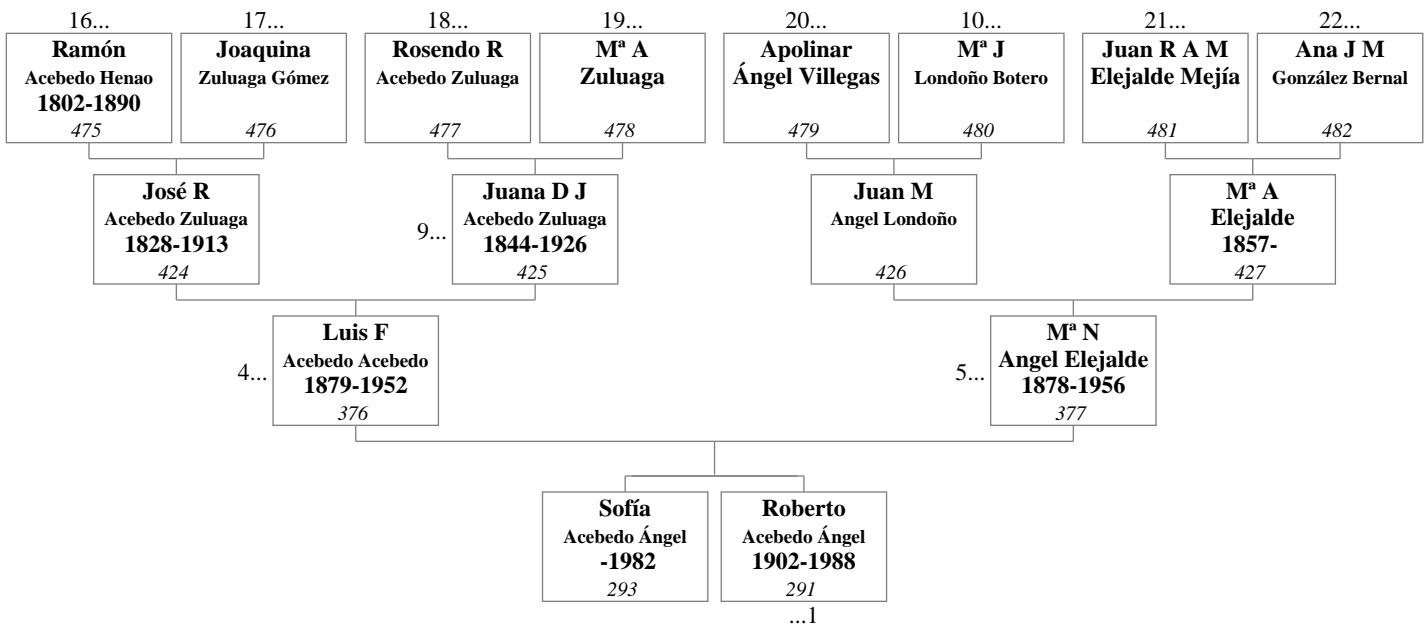 16...
17...
18...
19...
20...
10...
21...
22...
Ramón
Acebedo Henao
1802-1890
475
Joaquina
Zuluaga Gómez
476
Rosendo R
Acebedo Zuluaga
477
Mª A
Zuluaga
478
Apolinar
Ángel Villegas
479
Mª J
Londoño Botero
480
Juan R A M
Elejalde Mejía
481
Ana J M
González Bernal
482
José R
Acebedo Zuluaga
1828-1913
424
9...
Juana D J
Acebedo Zuluaga
1844-1926
425
Juan M
Angel Londoño
426
Mª A
Elejalde
1857-
427
4...
Luis F
Acebedo Acebedo
1879-1952
376
5...
Mª N
Angel Elejalde
1878-1956
377
Sofía
Acebedo Ángel
-1982
293
Roberto
Acebedo Ángel
1902-1988
291
...1